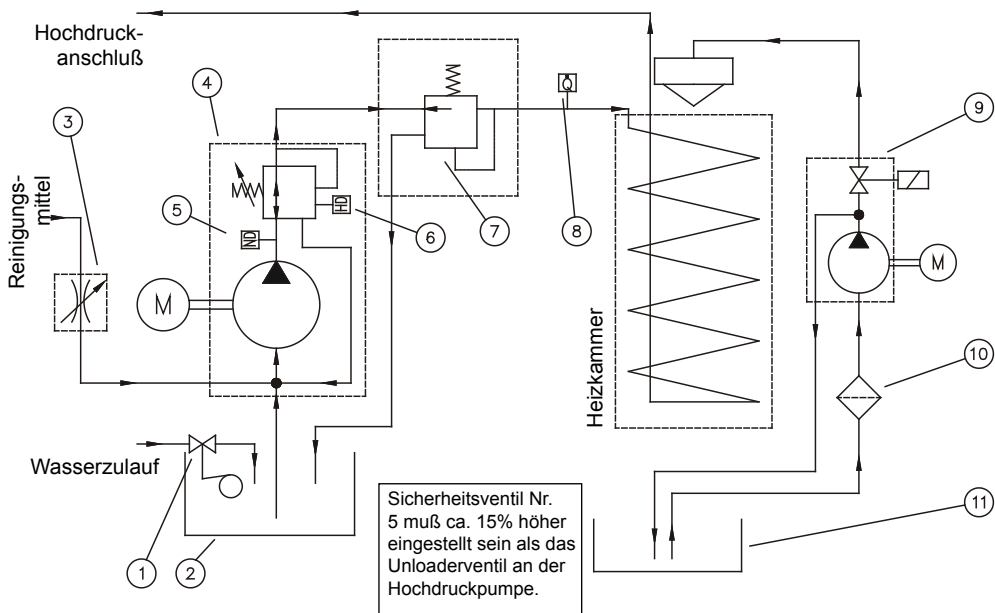 Hochdruck-
anschluß
4
3
9
Reinigungs-
mittel
5
ND
HD
6
7
Q
8
M
M
Heizkammer
10
Wasserzulauf
1
2
Sicherheitsventil Nr.
5 muß ca. 15% höher
eingestellt sein als das
Unloaderventil an der
Hochdruckpumpe.
11